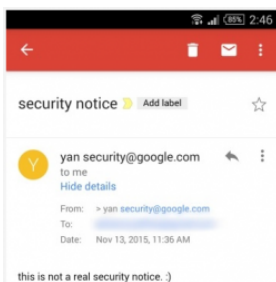 85% 2:46
security notice Add label
Y
yan security@google.com
to me
Hide details
From: > yan security@google.com
To:
Date: Nov 13, 2015, 11:36 AM
this is not a real security notice. :)